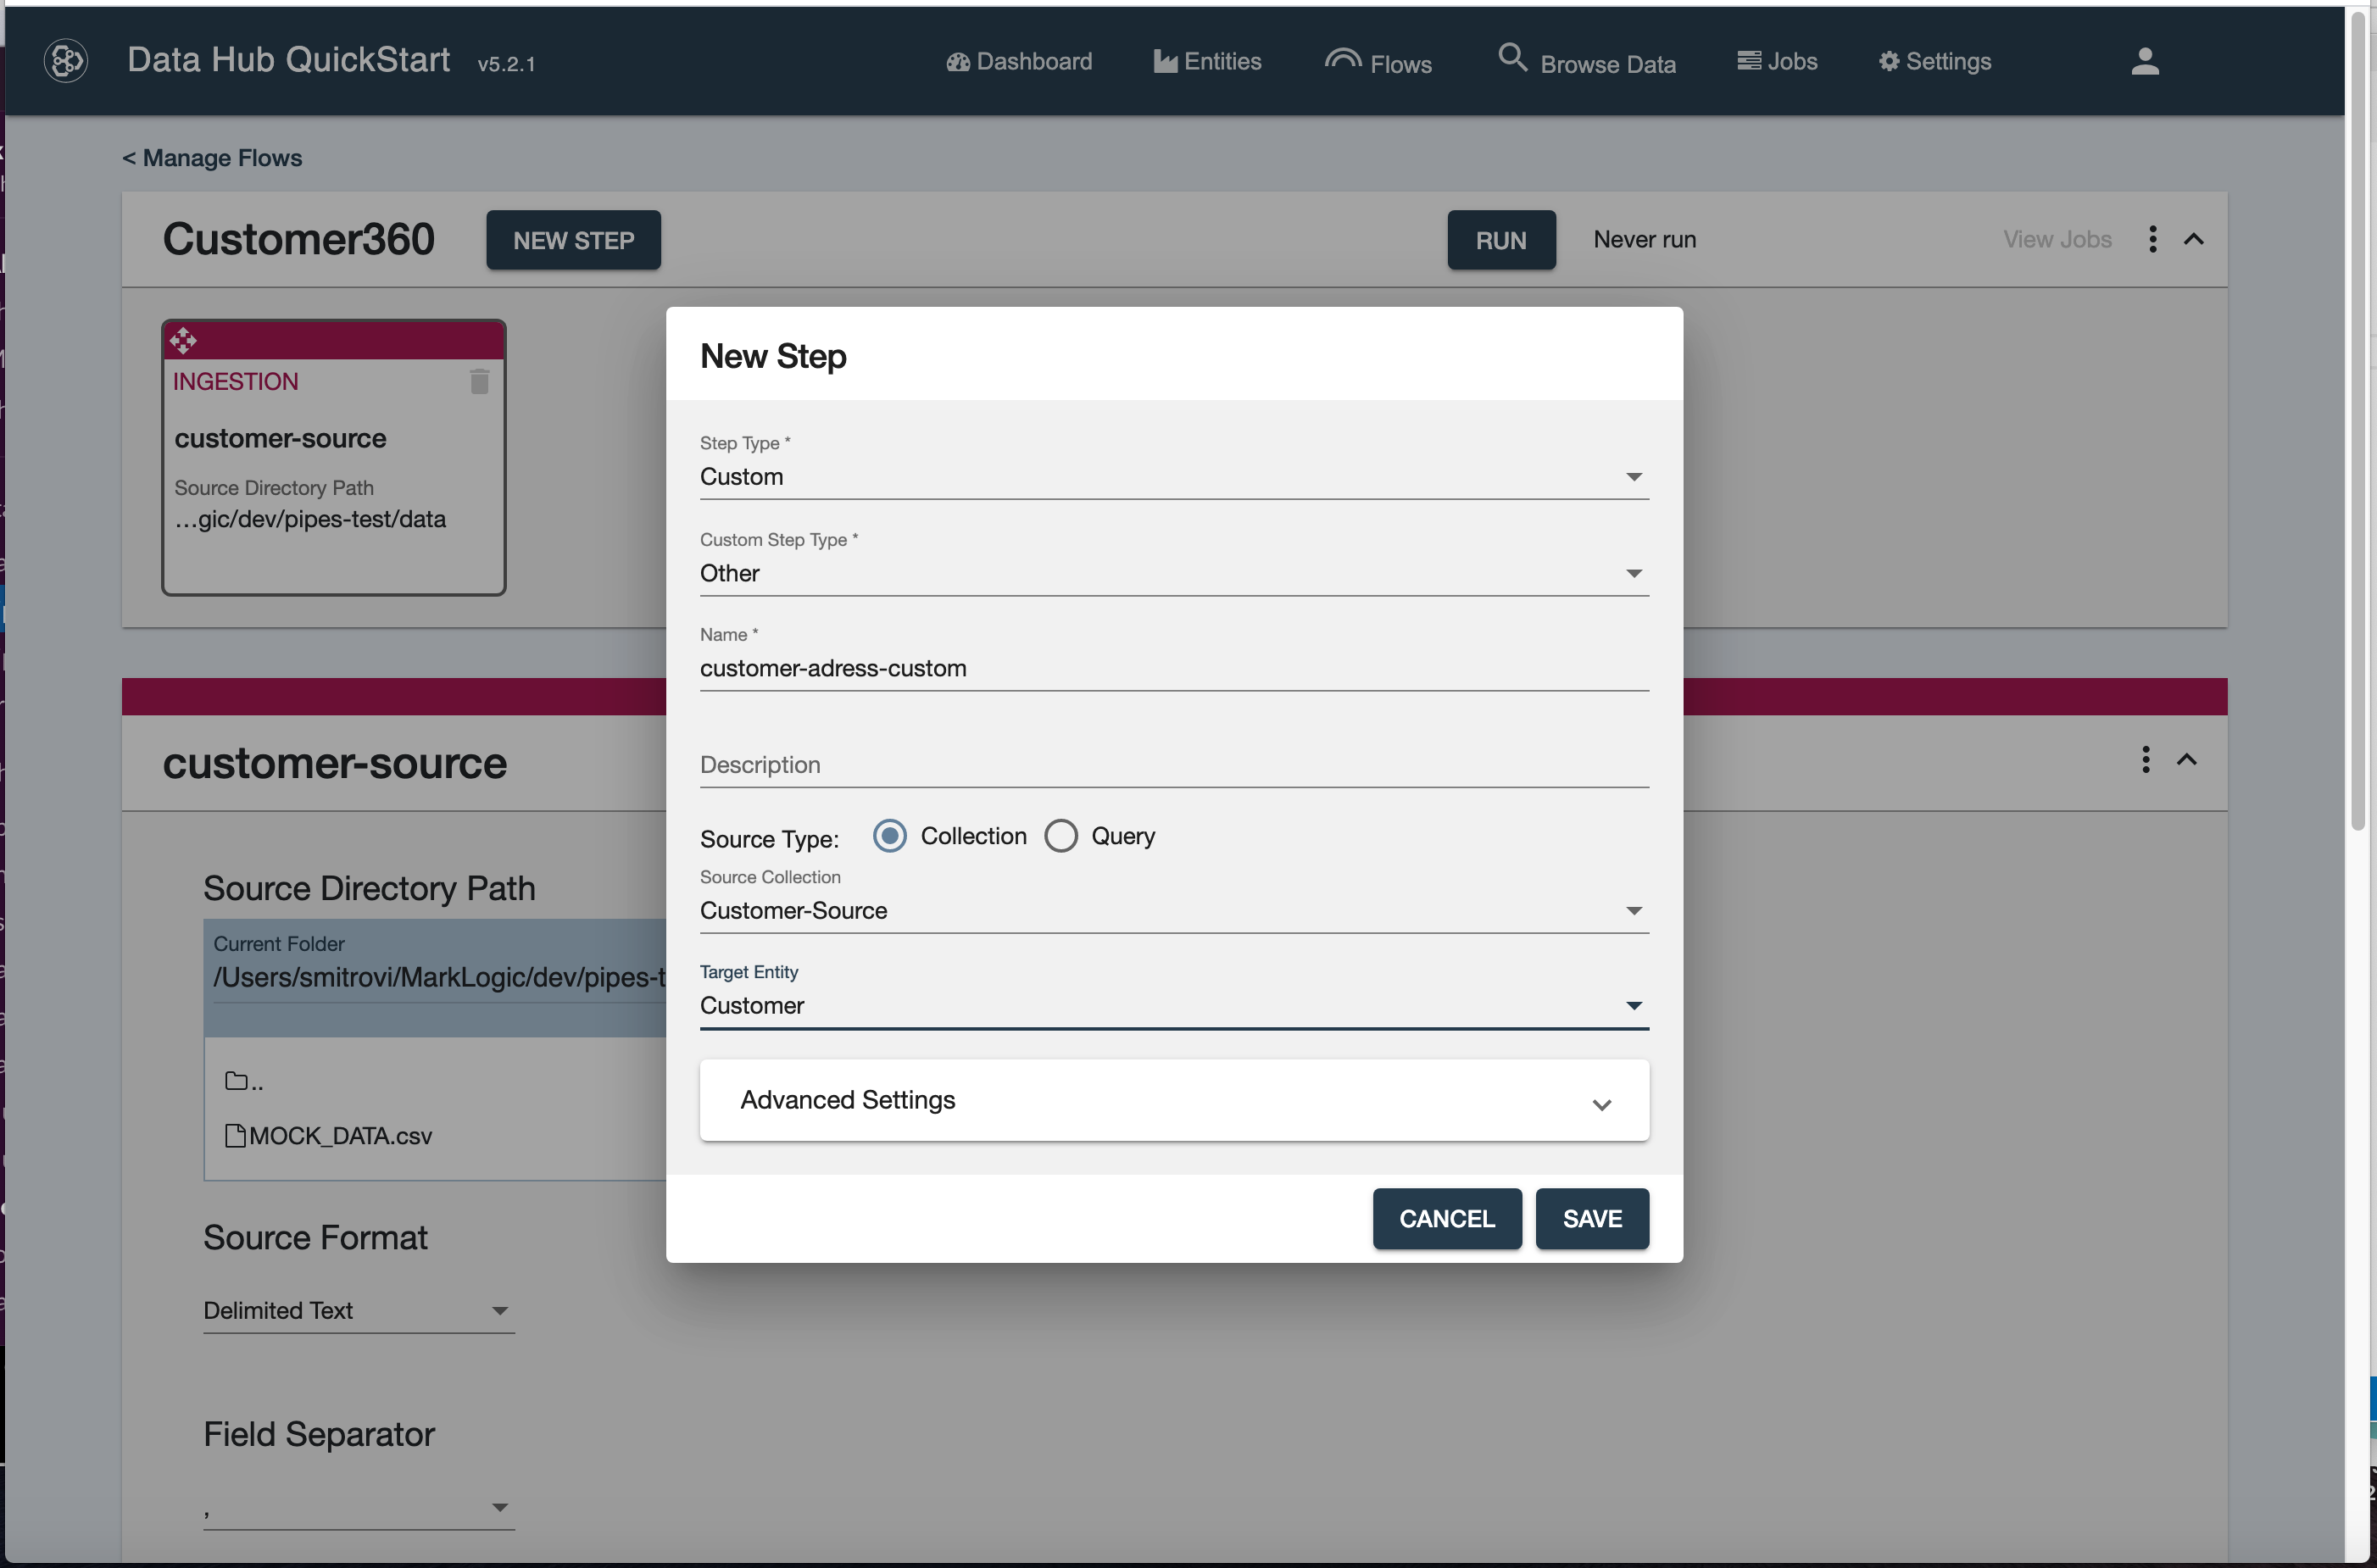 Data Hub QuickStart v5.2.1 Dashboard Entities Flows Browse Data Jobs Settings
< Manage Flows
Customer360 NEW STEP RUN Never run View Jobs
INGESTION
customer-source
Source Directory Path
...gic/dev/pipes-test/data
New Step
Step Type *
Custom
Custom Step Type *
Other
Name *
customer-adress-custom
Description
Source Type: Collection Query
Source Collection
Customer-Source
Target Entity
Customer
Advanced Settings
CANCEL SAVE
customer-source
Source Directory Path
Current Folder
/Users/smitrovi/MarkLogic/dev/pipes-t
..
MOCK_DATA.csv
Source Format
Delimited Text
Field Separator
,